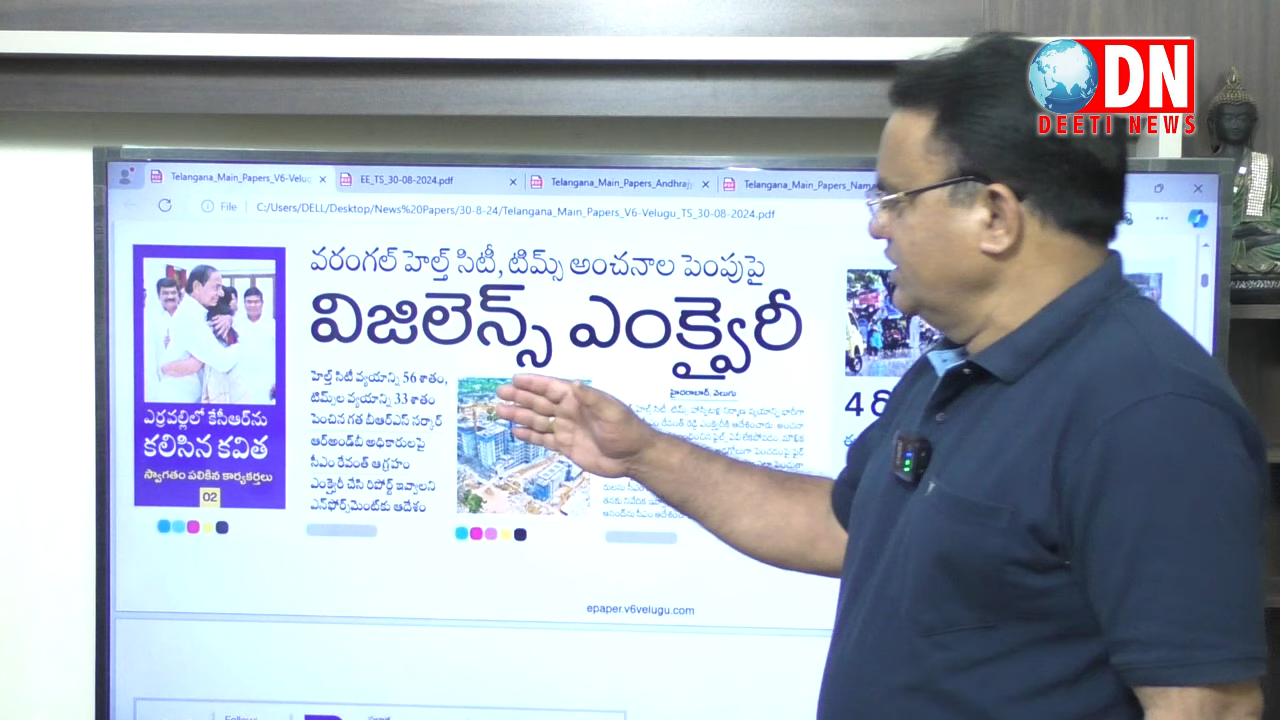 DN
DEETI NEWS
Telangana_Main_Papers_V6-Velug
EE_TS_30-08-2024.pdf
Telangana_Main_Papers_Andhrajy
Telangana_Main_Papers_Nama
File
C:/Users/DELL/Desktop/News%20Papers/30-8-24/Telangana_Main_Papers_V6-Velugu_TS_30-08-2024.pdf
వరంగల్ హెల్త్ సిటీ, టిమ్స్ అంచనాల పెంపుపై
విజిలెన్స్ ఎంక్వైరీ
హెల్త్ సిటీ వ్యయాన్ని 56 శాతం,
టిమ్స్‌ల వ్యయాన్ని 33 శాతం
పెంచిన గత బీఆర్ఎస్ సర్కార్
ఆర్అండ్‌బీ అధికారులపై
సీఎం రేవంత్ ఆగ్రహం
ఎంక్వైరీ చేసి రిపోర్ట్ ఇవ్వాలని
ఎన్‌ఫోర్స్‌మెంట్‌కు ఆదేశం
హైదరాబాద్, వెలుగు
ఎర్రవల్లిలో కేసీఆర్‌ను
కలిసిన కవిత
స్వాగతం పలికిన కార్యకర్తలు
02
4
epaper.v6velugu.com